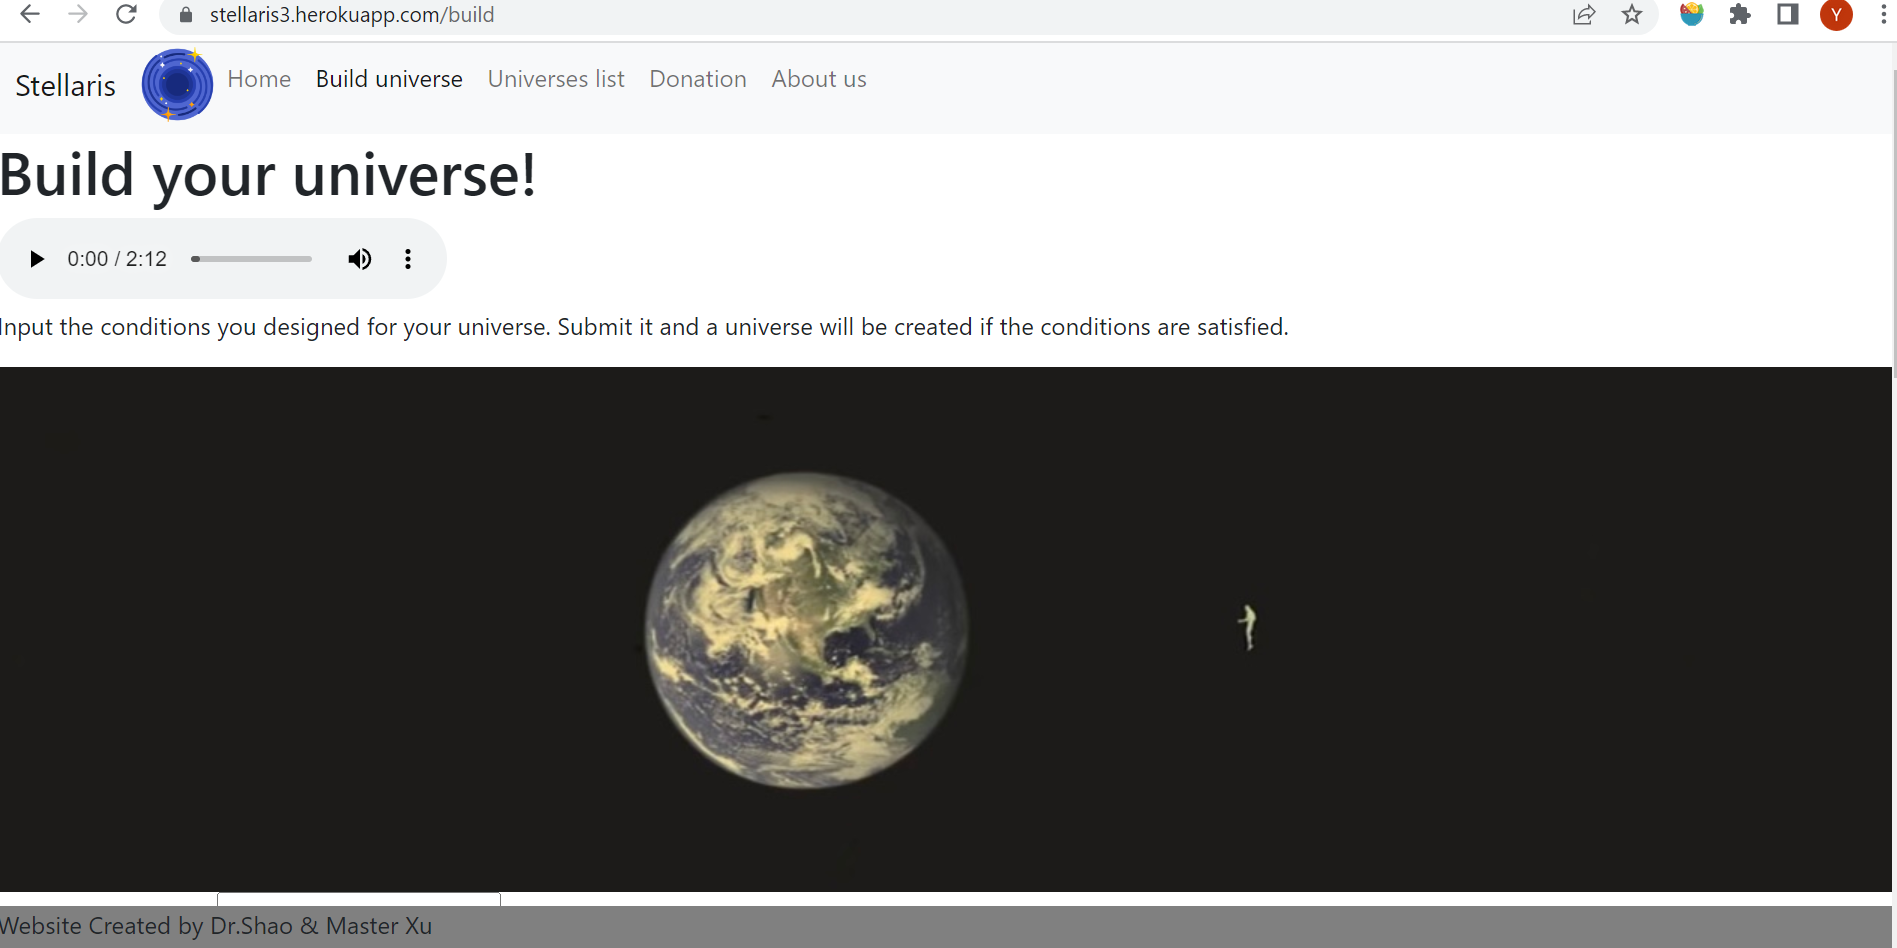 stellaris3.herokuapp.com/build
Y
Stellaris Home Build universe Universes list Donation About us
Build your universe!
0:00 / 2:12
Input the conditions you designed for your universe. Submit it and a universe will be created if the conditions are satisfied.
Website Created by Dr.Shao & Master Xu